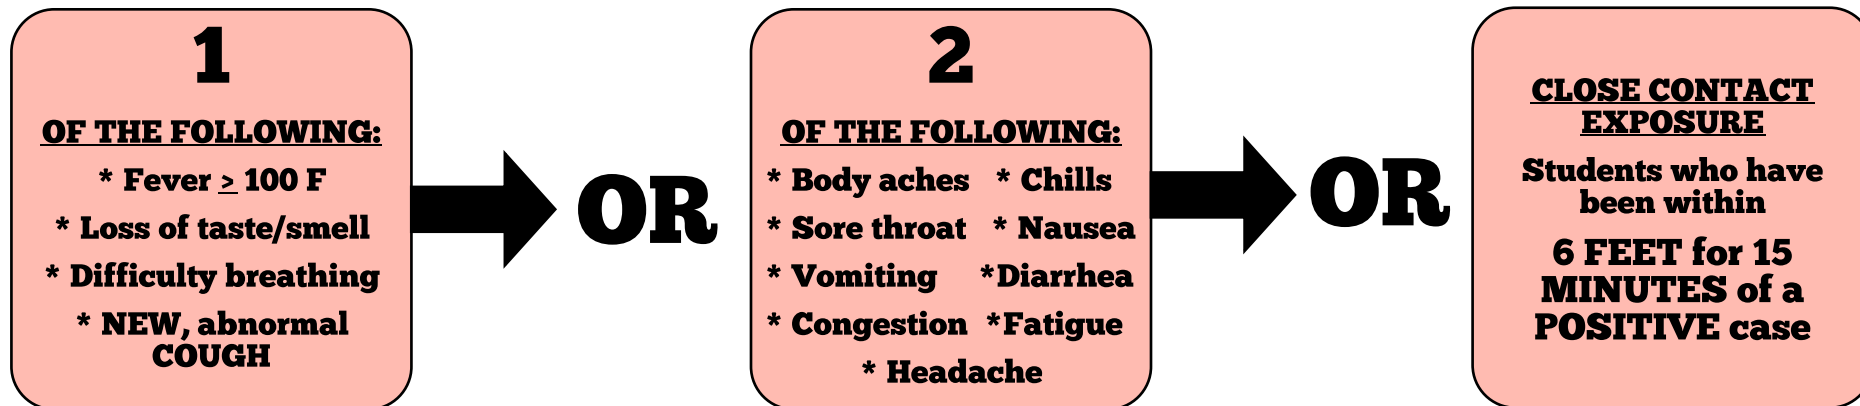 1
OF THE FOLLOWING:
* Fever ≥ 100 F
* Loss of taste/smell
* Difficulty breathing
* NEW, abnormal
COUGH
OR
2
OF THE FOLLOWING:
* Body aches * Chills
* Sore throat * Nausea
* Vomiting *Diarrhea
* Congestion *Fatigue
* Headache
OR
CLOSE CONTACT
EXPOSURE
Students who have
been within
6 FEET for 15
MINUTES of a
POSITIVE case